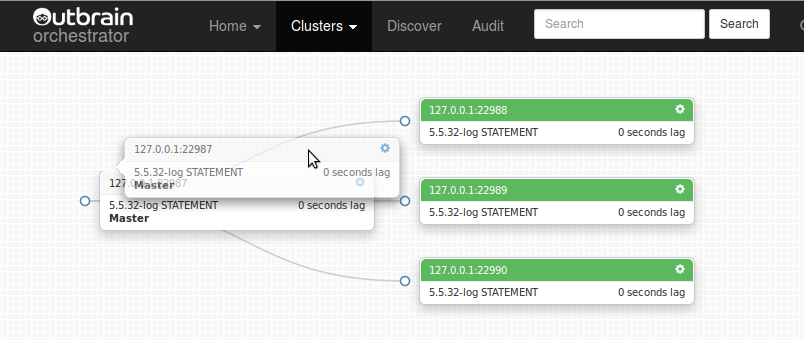 Outbrain
orchestrator
Home
Clusters
Discover
Audit
Search
Search
127.0.0.1:22987
5.5.32-log STATEMENT 0 seconds lag
Master
127.0.0.1:22987
5.5.32-log STATEMENT 0 seconds lag
Master
127.0.0.1:22988
5.5.32-log STATEMENT 0 seconds lag
127.0.0.1:22989
5.5.32-log STATEMENT 0 seconds lag
127.0.0.1:22990
5.5.32-log STATEMENT 0 seconds lag